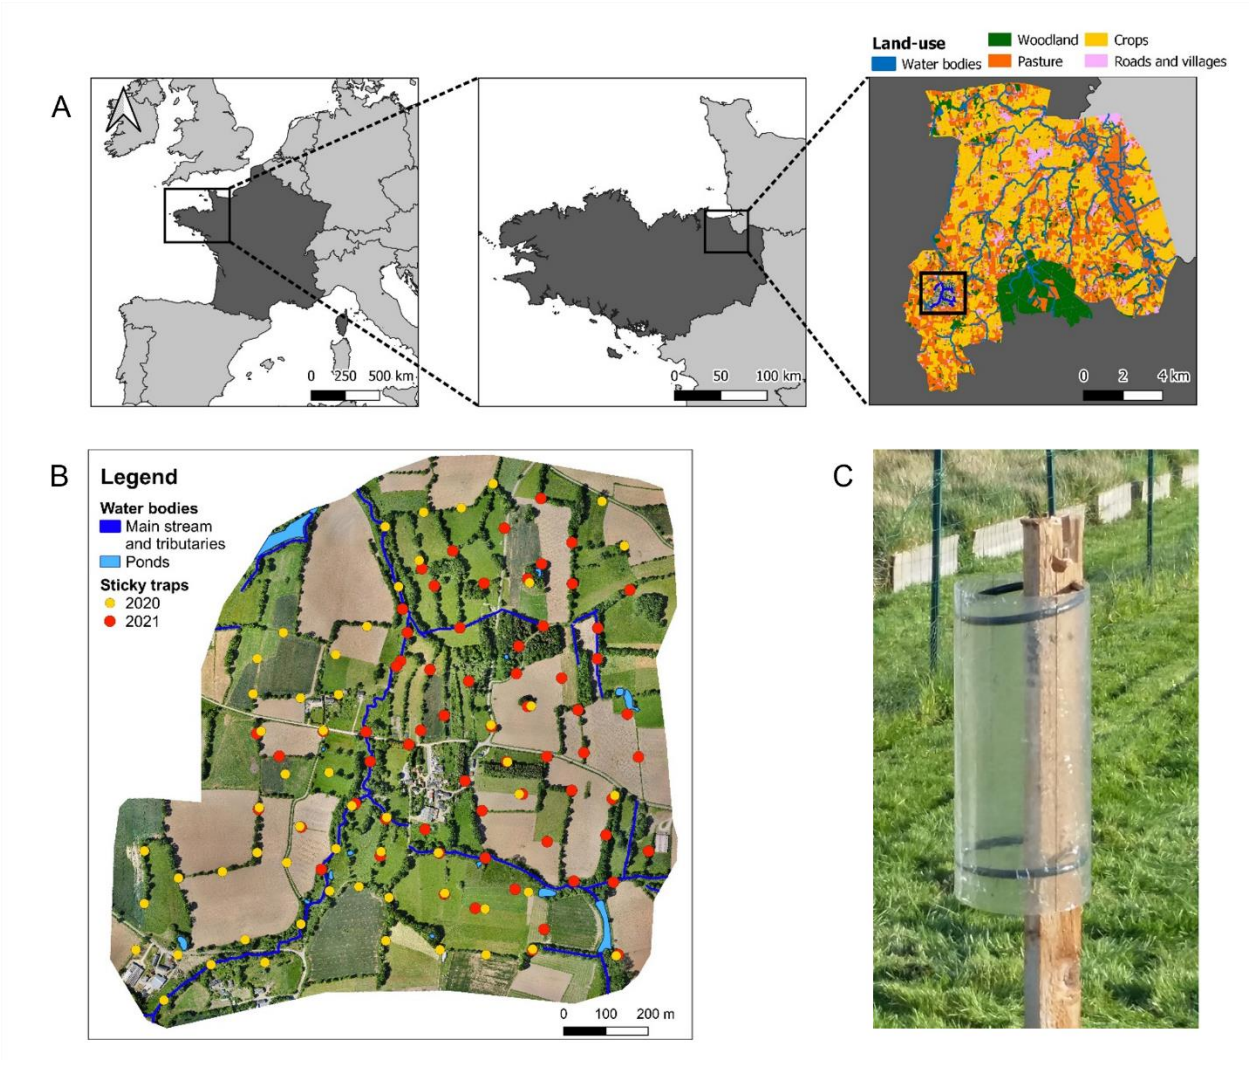 Land-use
Woodland
Crops
Water bodies
Pasture
Roads and villages
A
0 250 500 km
0 50 100 km
0 2 4 km
B
Legend
Water bodies
Main stream
and tributaries
Ponds
Sticky traps
2020
2021
0 100 200 m
C